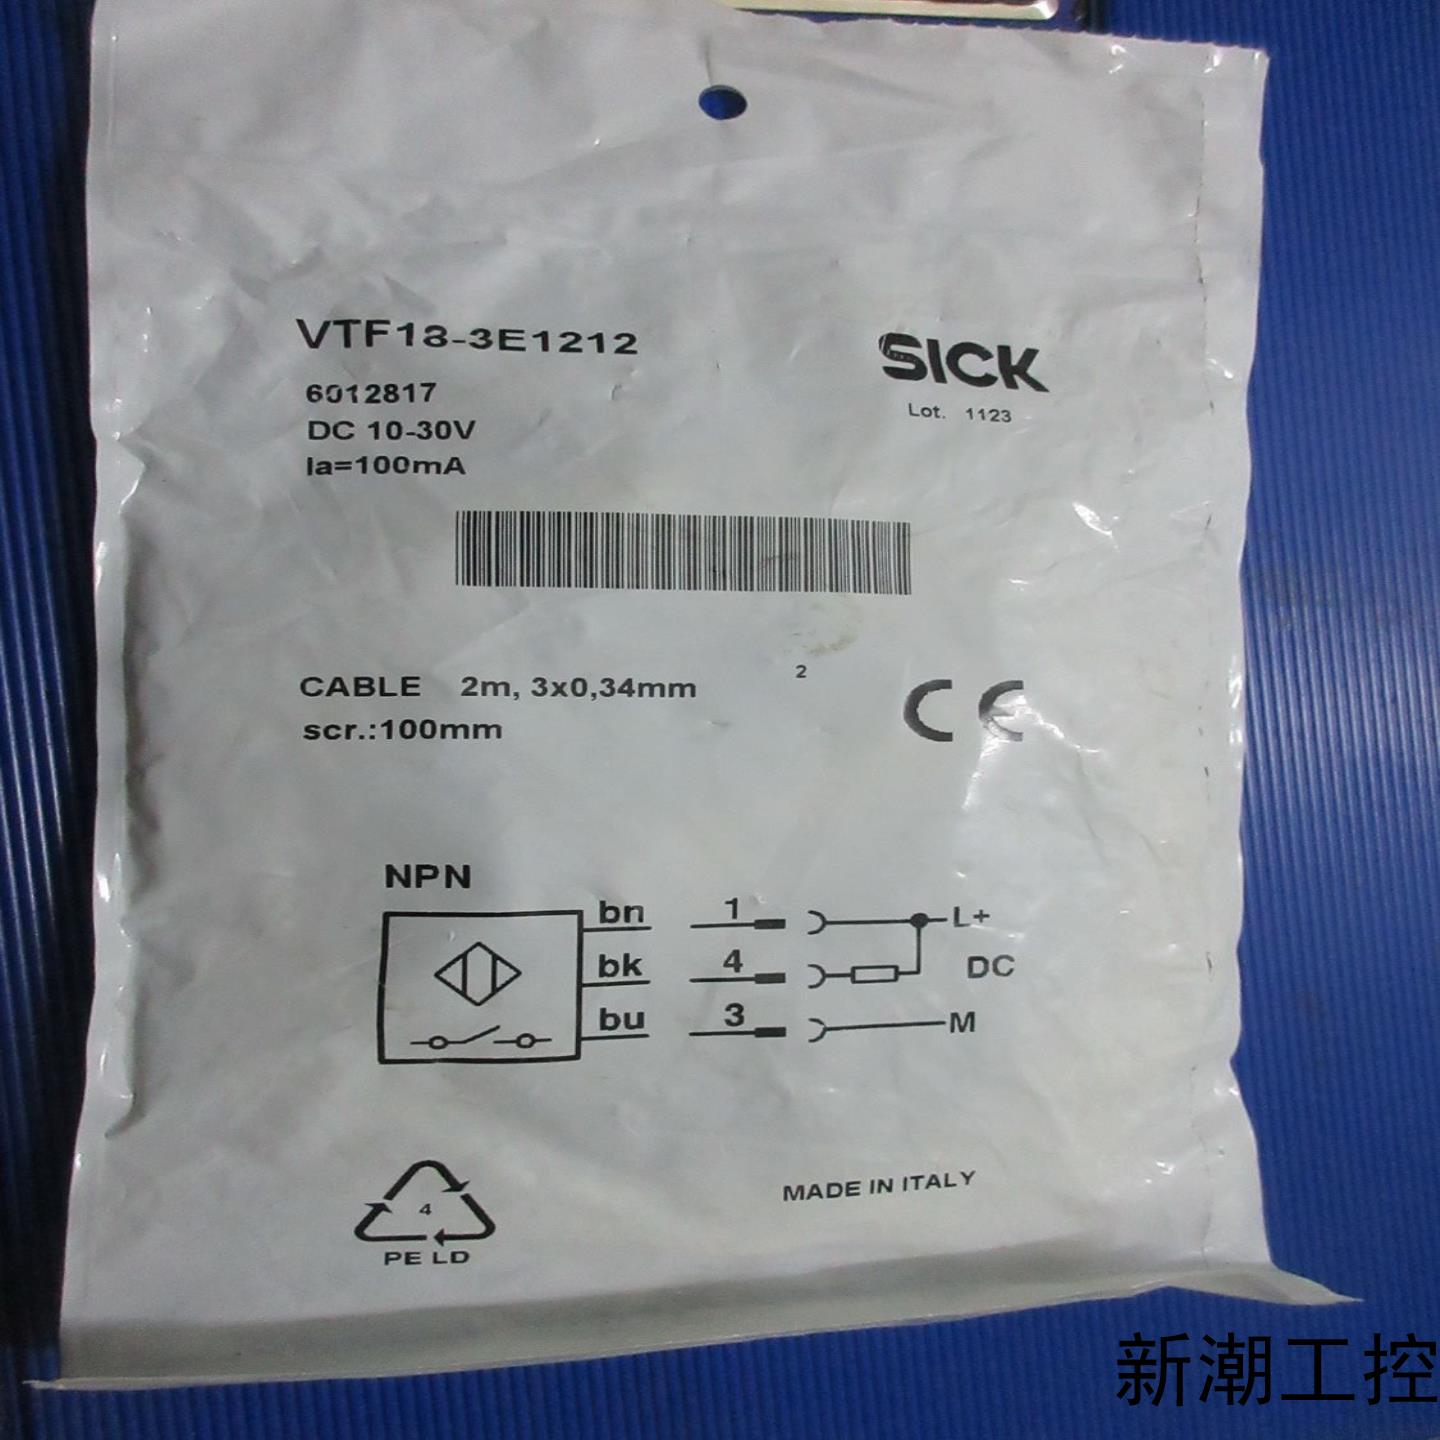 VTF18-3E1212
6012817
DC 10-30V
Ia=100mA
SICK
Lot. 1123
CABLE 2m, 3x0,34mm 2
scr.:100mm
CE
NPN
bn 1 L+
bk 4 DC
bu 3 M
4
PE LD
MADE IN ITALY
新潮工控